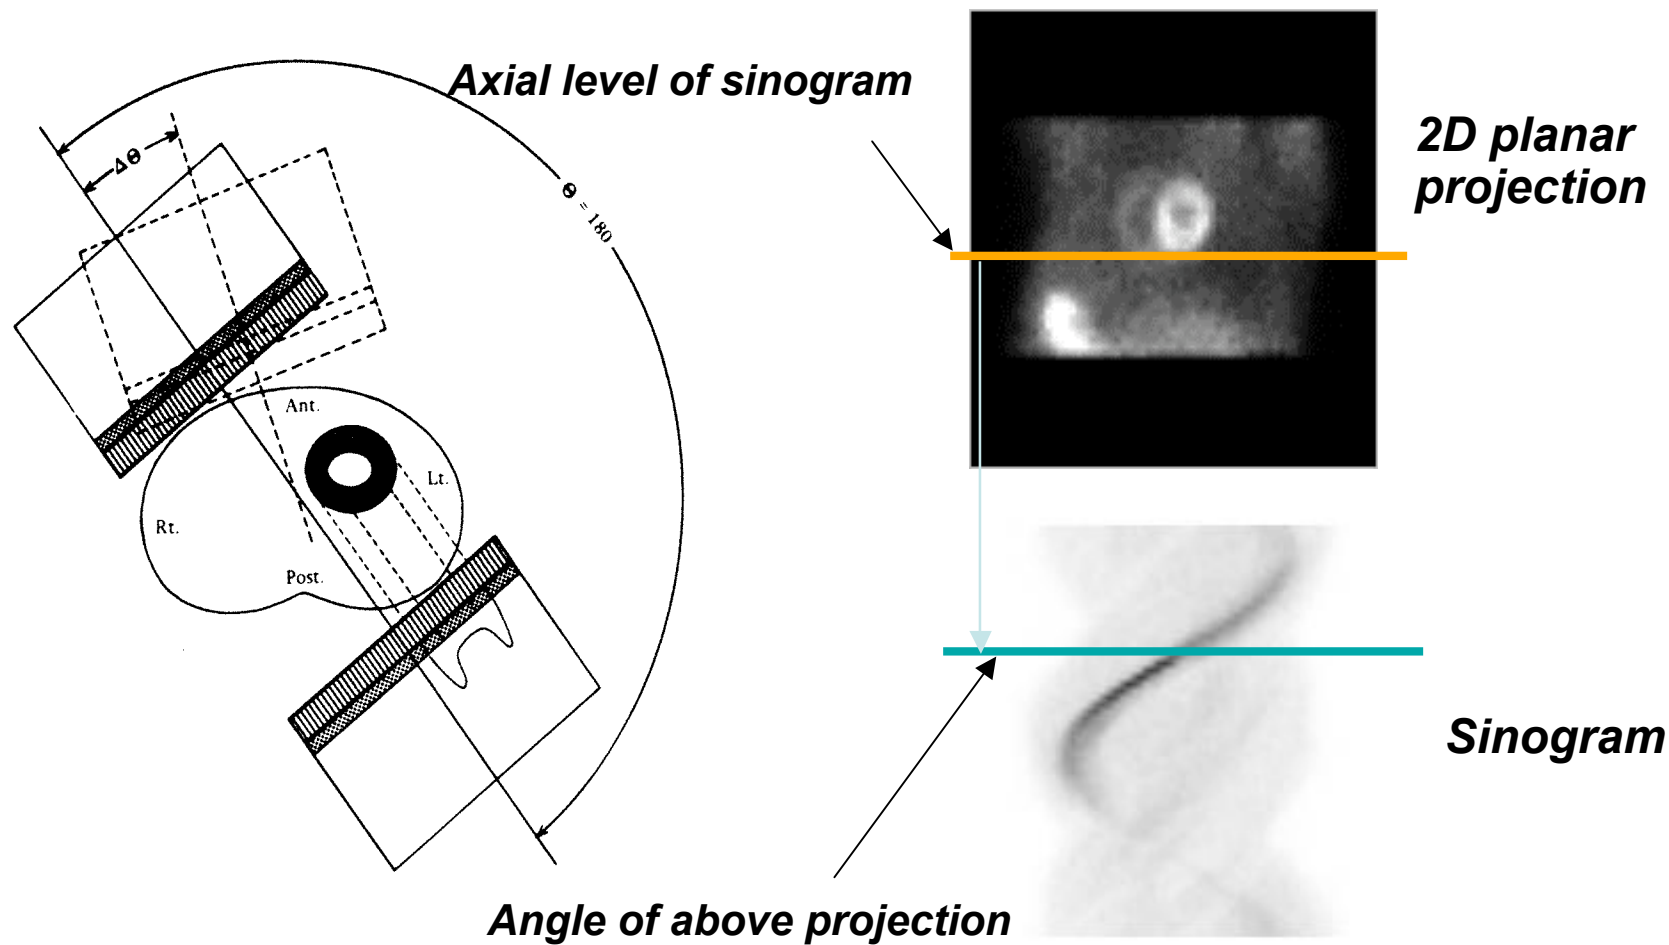 Axial level of sinogram
2D planar
projection
ΔΘ
Θ = 180
Ant.
Lt.
Rt.
Post.
Sinogram
Angle of above projection